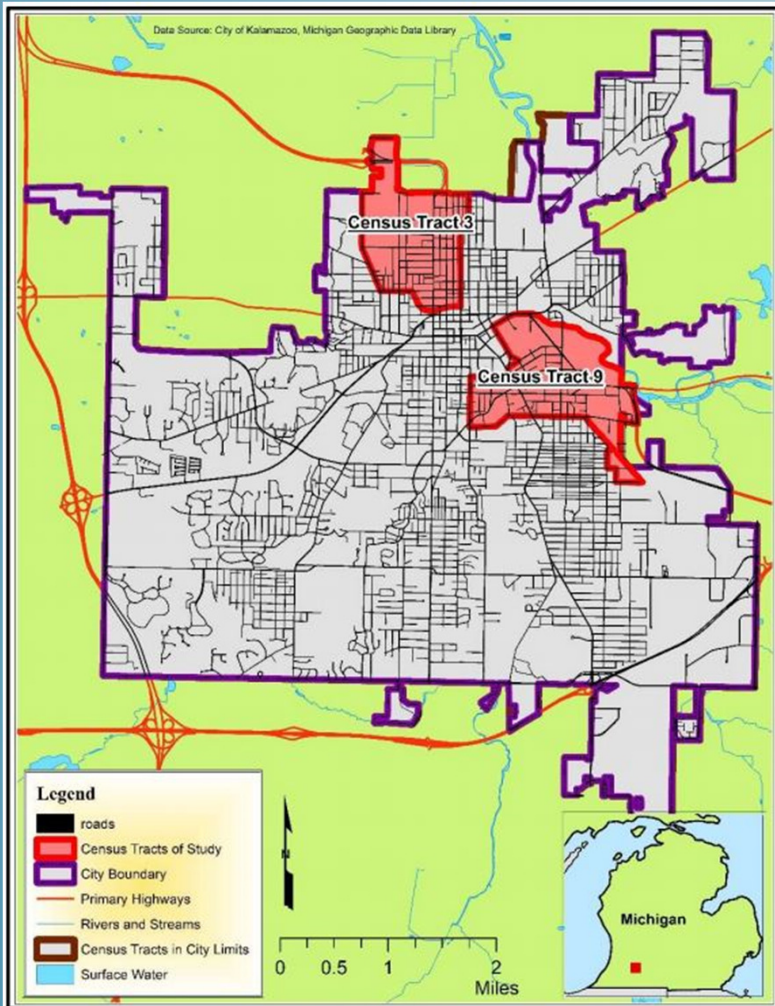 Data Source: City of Kalamazoo, Michigan Geographic Data Library
Census Tract 3
Census Tract 9
Legend
roads
Census Tracts of Study
City Boundary
Primary Highways
Rivers and Streams
Census Tracts in City Limits
Surface Water
N
0 0.5 1 2
Miles
Michigan